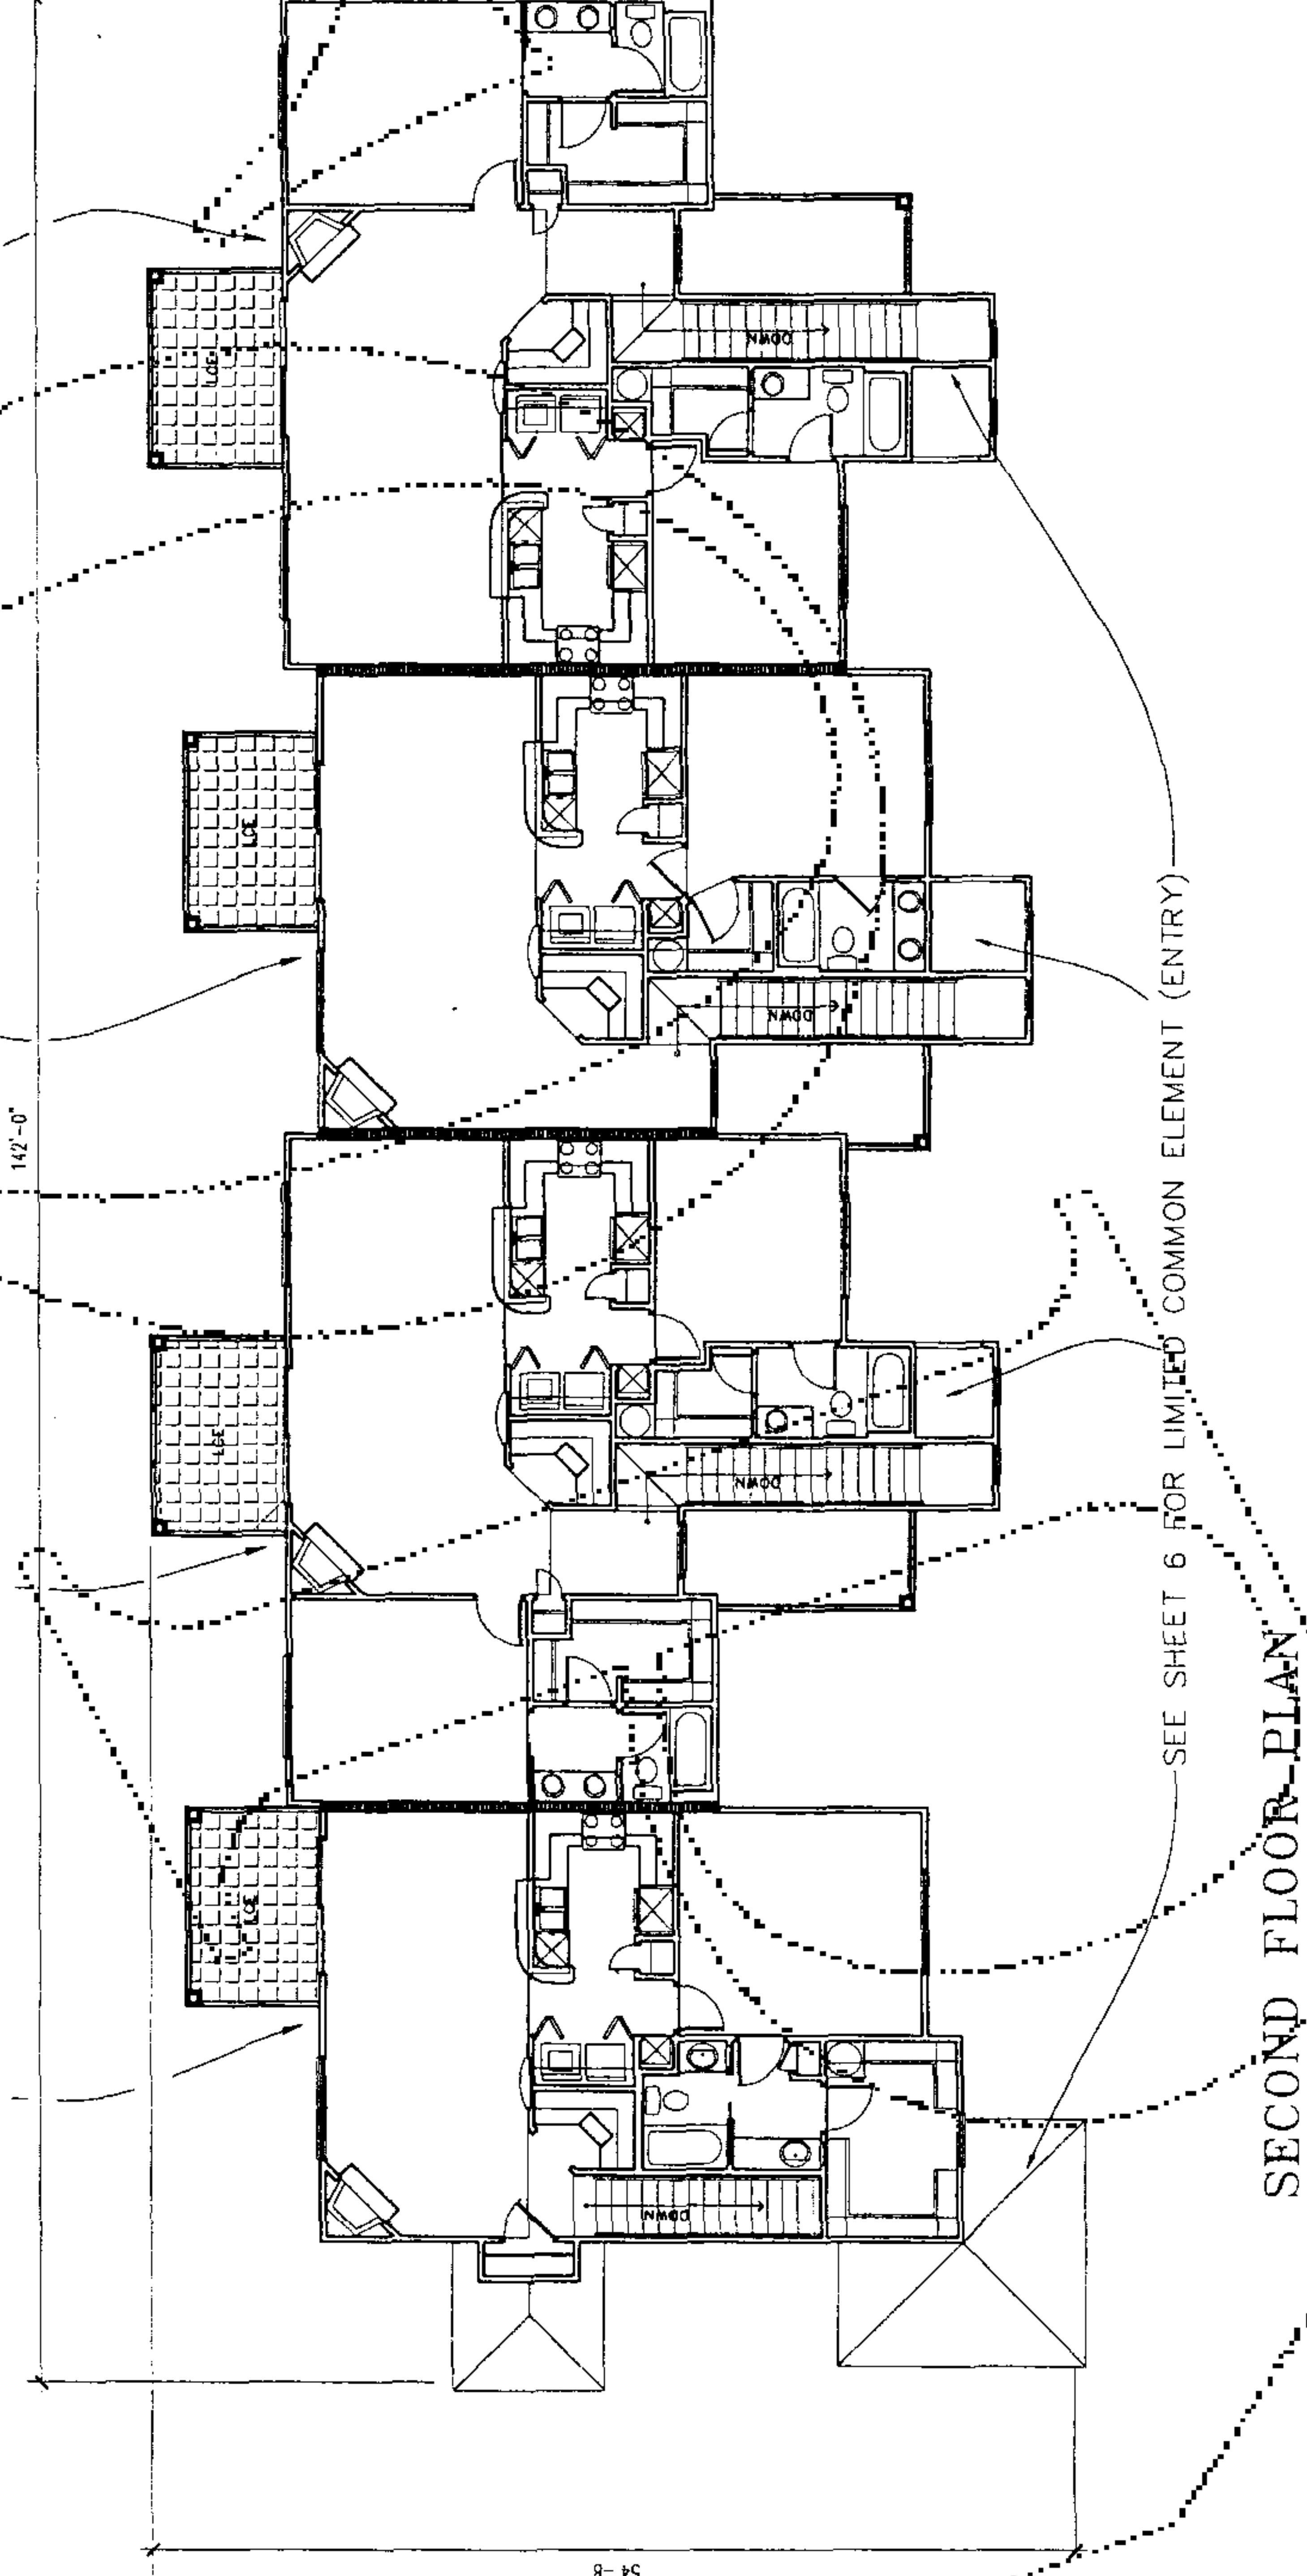 142'-0"
LCE
DOWN
LCE
DOWN
LCE
DOWN
LCE
DOWN
SEE SHEET 6 FOR LIMITED COMMON ELEMENT (ENTRY)
SECOND FLOOR PLAN
54'-8